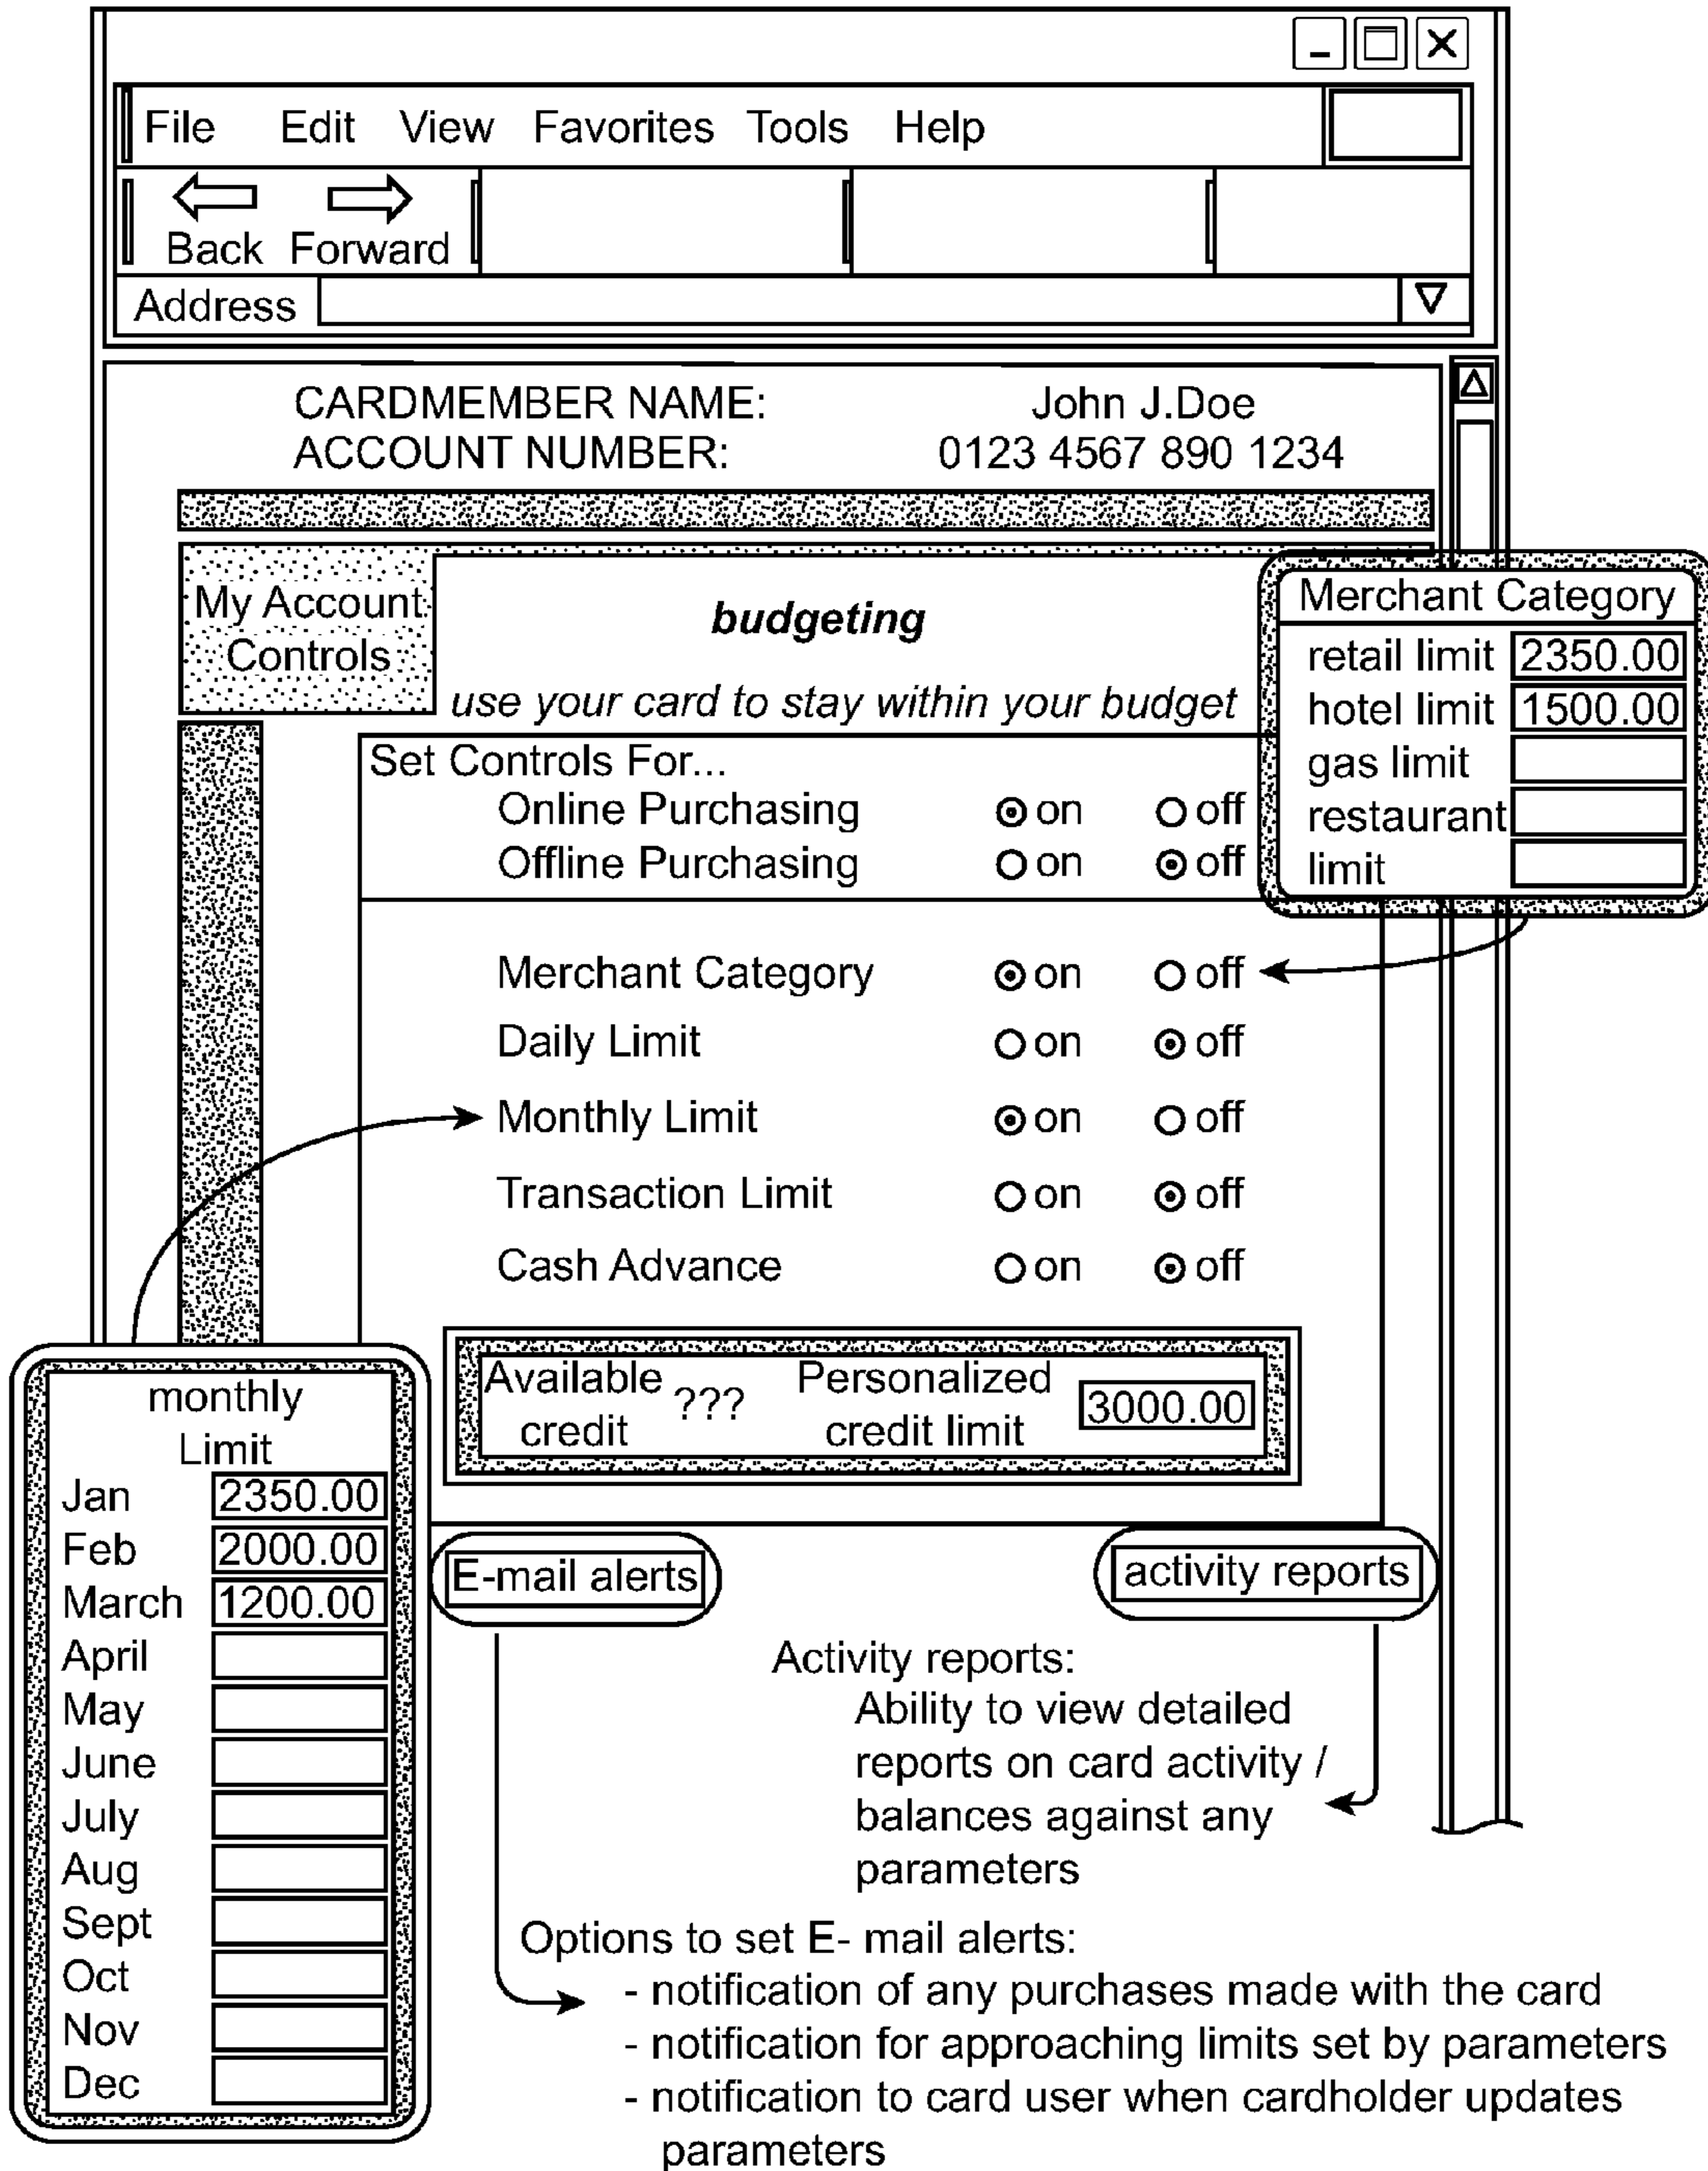 File Edit View Favorites Tools Help
Back Forward
Address
CARDMEMBER NAME: John J.Doe
ACCOUNT NUMBER: 0123 4567 890 1234
My Account
Controls
budgeting
use your card to stay within your budget
Merchant Category
retail limit 2350.00
hotel limit 1500.00
gas limit
restaurant
limit
Set Controls For...
Online Purchasing on off
Offline Purchasing on off
Merchant Category on off
Daily Limit on off
Monthly Limit on off
Transaction Limit on off
Cash Advance on off
Available
credit
???
Personalized
credit limit
3000.00
monthly
Limit
Jan 2350.00
Feb 2000.00
March 1200.00
April
May
June
July
Aug
Sept
Oct
Nov
Dec
E-mail alerts
activity reports
Activity reports:
Ability to view detailed
reports on card activity /
balances against any
parameters
Options to set E- mail alerts:
- notification of any purchases made with the card
- notification for approaching limits set by parameters
- notification to card user when cardholder updates
parameters